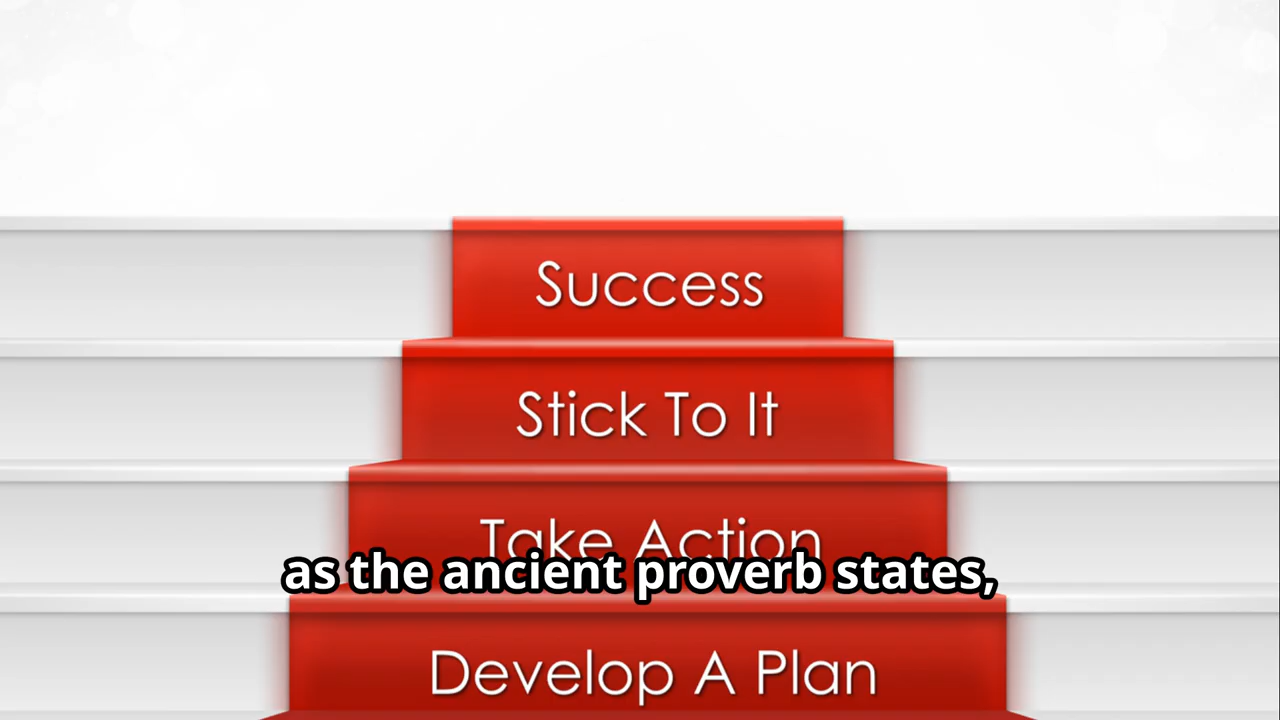 Success
Stick To It
Take Action
as the ancient proverb states,
Develop A Plan